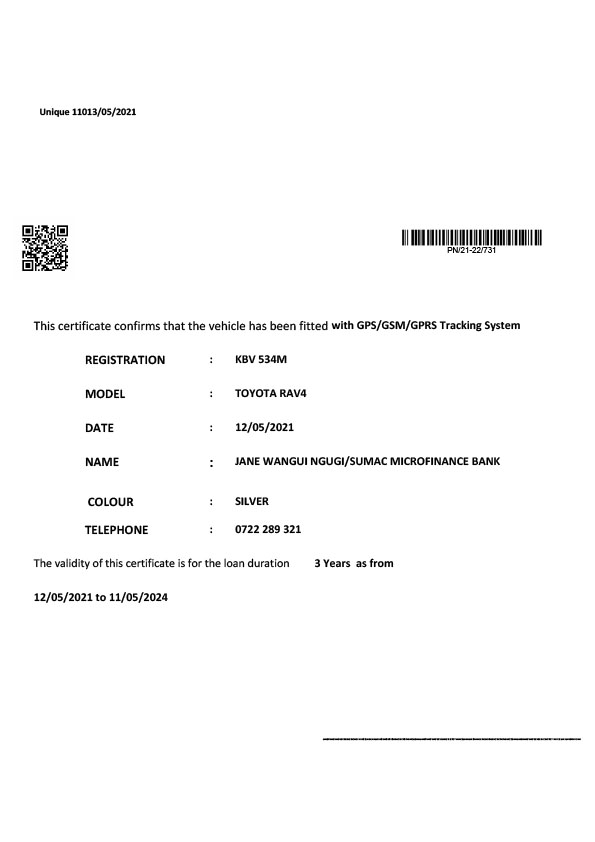 Unique 11013/05/2021
PN/21-22/731
This certificate confirms that the vehicle has been fitted with GPS/GSM/GPRS Tracking System
REGISTRATION : KBV 534M
MODEL : TOYOTA RAV4
DATE : 12/05/2021
NAME : JANE WANGUI NGUGI/SUMAC MICROFINANCE BANK
COLOUR : SILVER
TELEPHONE : 0722 289 321
The validity of this certificate is for the loan duration 3 Years as from
12/05/2021 to 11/05/2024